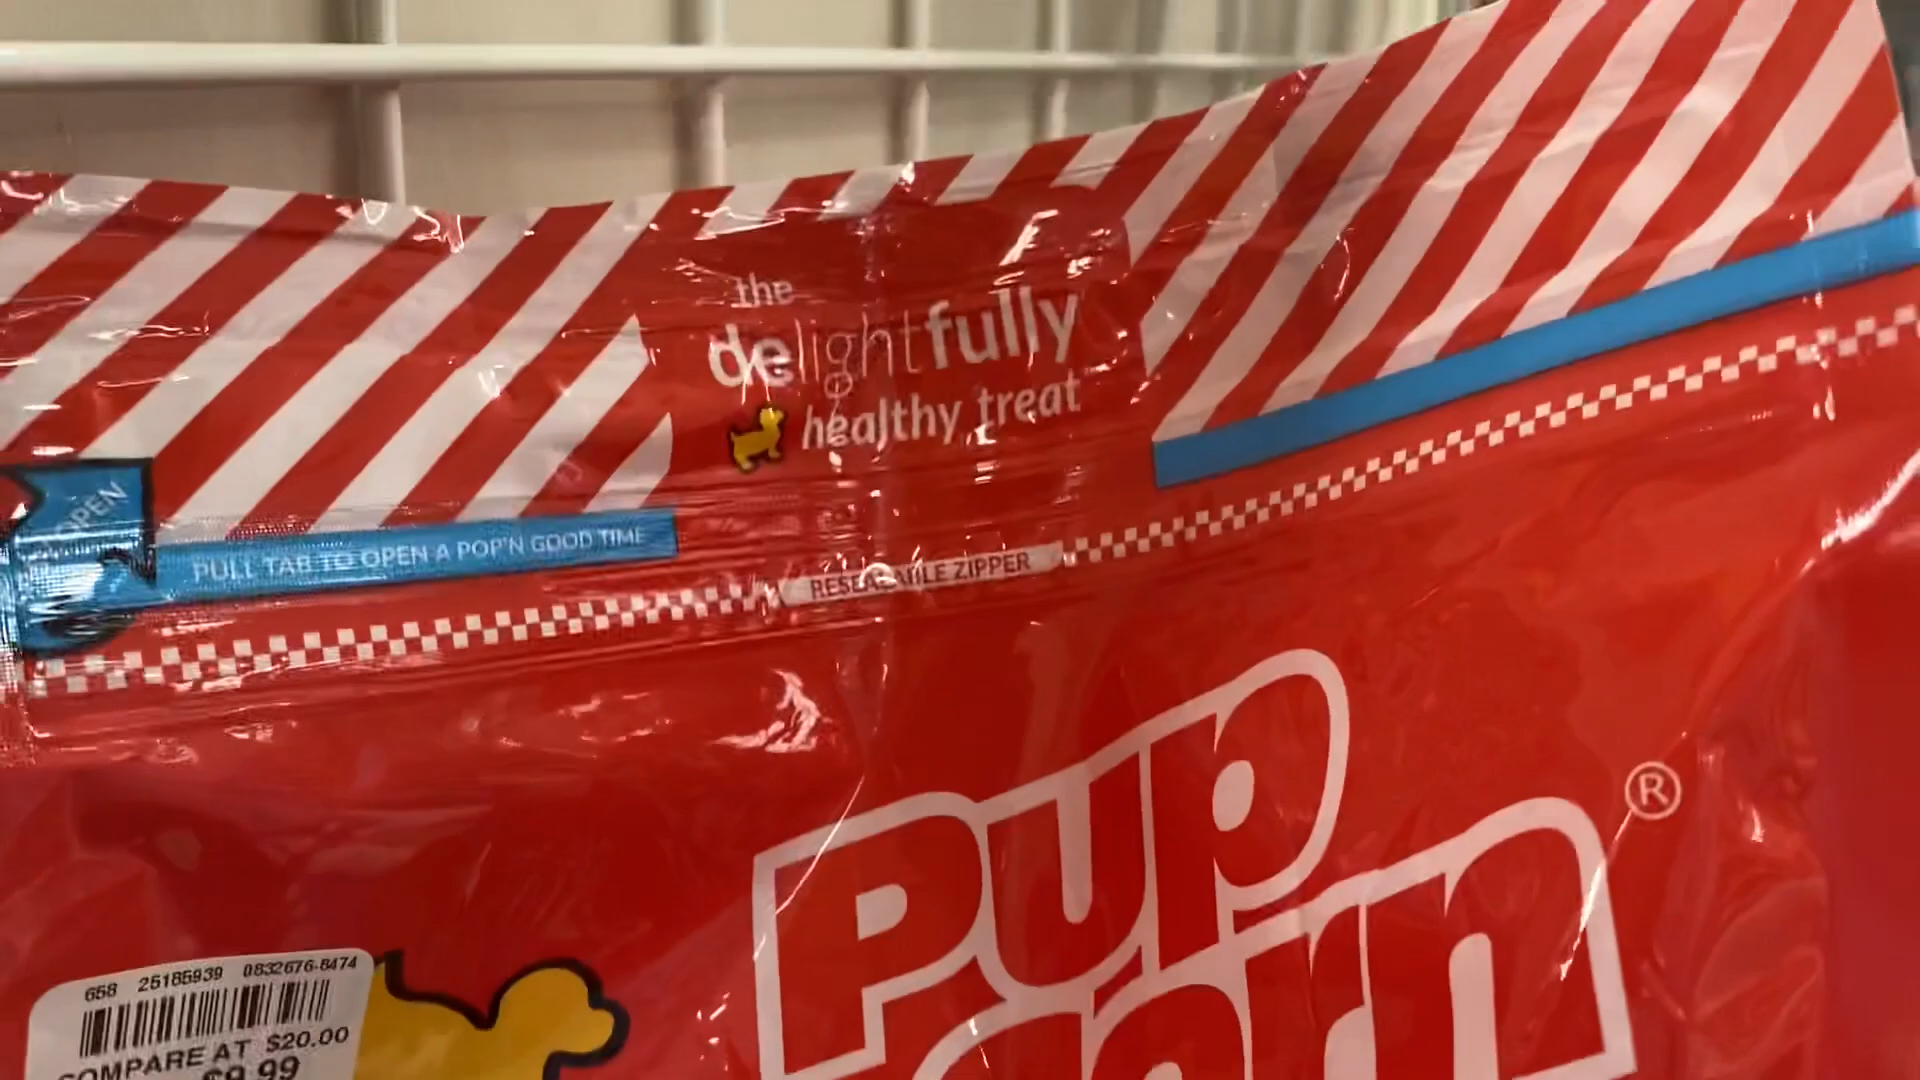 the
delightfully
healthy treat
OPEN
PULL TAB TO OPEN A POP'N GOOD TIME
RESEALABLE ZIPPER
Pup
corn
®
658 25185939 0832676-8474
COMPARE AT $20.00
$9.99